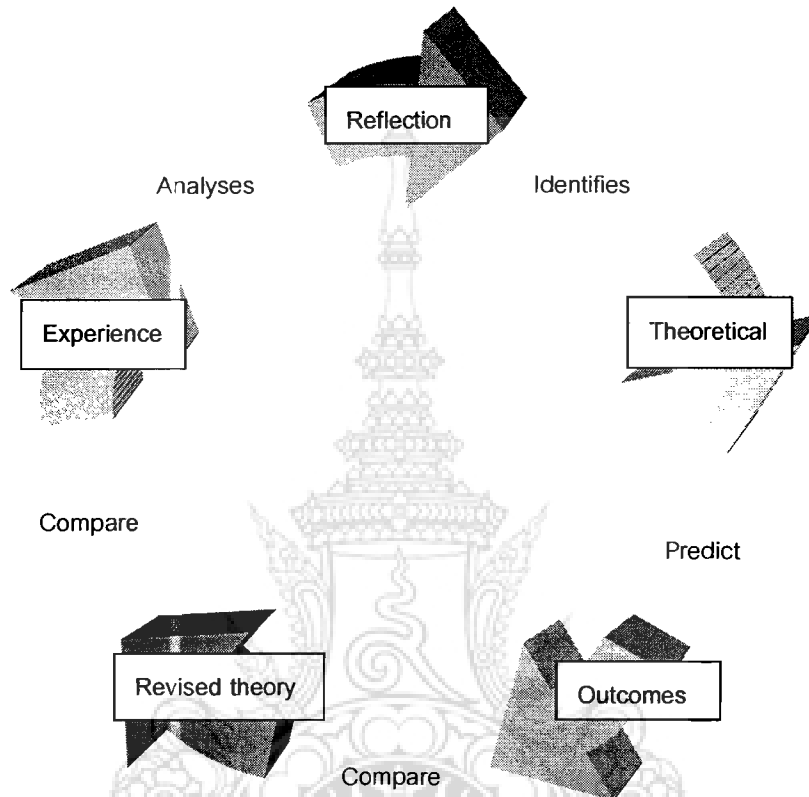 Reflection
Analyses
Identifies
Experience
Theoretical
Compare
Predict
Revised theory
Outcomes
Compare